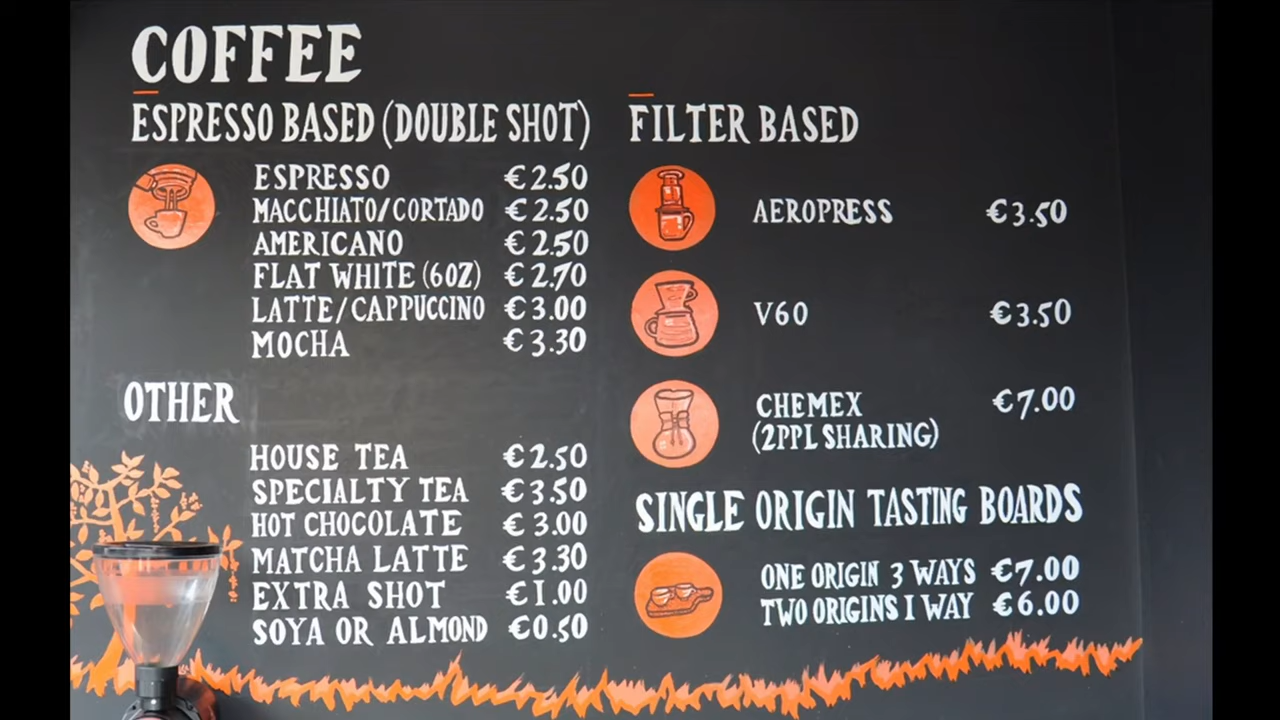 COFFEE
ESPRESSO BASED (DOUBLE SHOT)
ESPRESSO €2.50
MACCHIATO/CORTADO €2.50
AMERICANO €2.50
FLAT WHITE (6OZ) €2.70
LATTE/CAPPUCCINO €3.00
MOCHA €3.30
OTHER
HOUSE TEA €2.50
SPECIALTY TEA €3.50
HOT CHOCOLATE €3.00
MATCHA LATTE €3.30
EXTRA SHOT €1.00
SOYA OR ALMOND €0.50
FILTER BASED
AEROPRESS €3.50
V60 €3.50
CHEMEX €7.00
(2PPL SHARING)
SINGLE ORIGIN TASTING BOARDS
ONE ORIGIN 3 WAYS €7.00
TWO ORIGINS 1 WAY €6.00